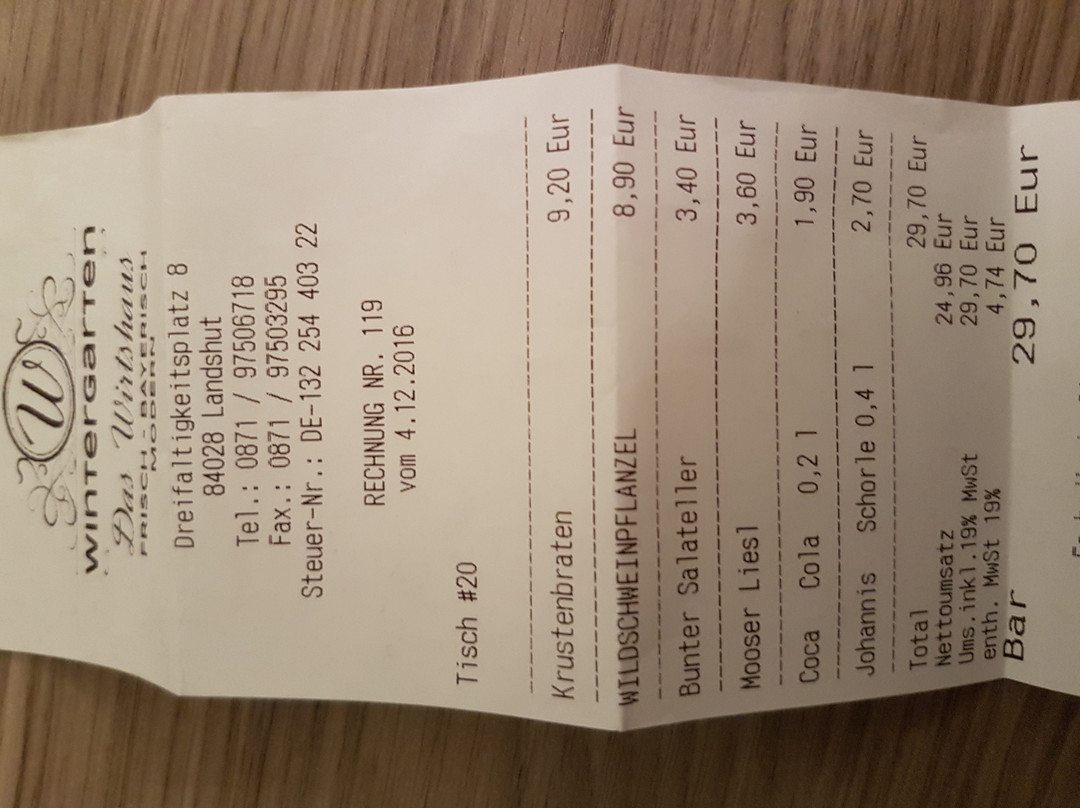 W
WINTERGARTEN
Das Wirtshaus
FRISCH - BAYERISCH
MODERN
Dreifaltigkeitsplatz 8
84028 Landshut
Tel.: 0871 / 97506718
Fax.: 0871 / 97503295
Steuer-Nr.: DE-132 254 403 22
RECHNUNG NR. 119
vom 4.12.2016
Tisch #20
Krustenbraten 9,20 Eur
WILDSCHWEINPFLANZEL 8,90 Eur
Bunter Salateller 3,40 Eur
Mooser Liesl 3,60 Eur
Coca Cola 0,2 l 1,90 Eur
Johannis Schorle 0,4 l 2,70 Eur
Total 29,70 Eur
Nettoumsatz 24,96 Eur
Ums.inkl.19% MwSt 29,70 Eur
enth. MwSt 19% 4,74 Eur
Bar 29,70 Eur